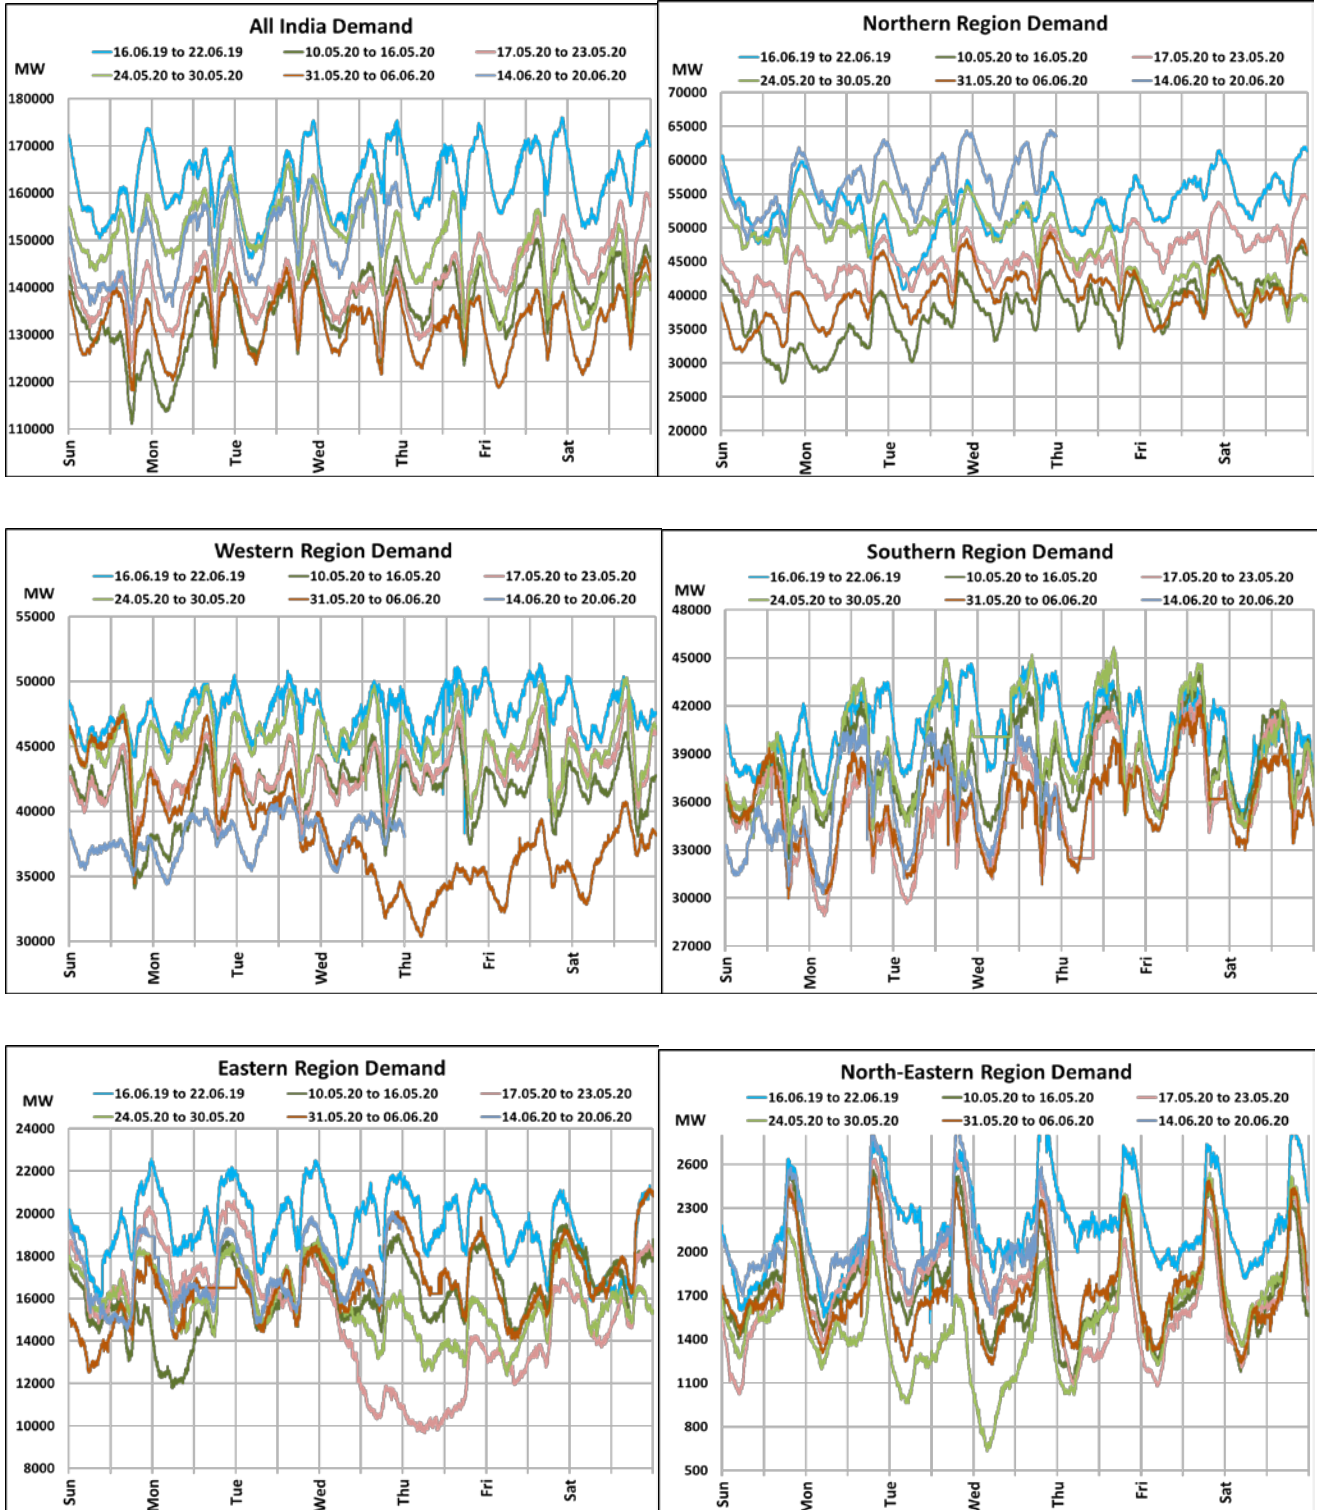 All India Demand
16.06.19 to 22.06.19 10.05.20 to 16.05.20 17.05.20 to 23.05.20
24.05.20 to 30.05.20 31.05.20 to 06.06.20 14.06.20 to 20.06.20
MW
180000
170000
160000
150000
140000
130000
120000
110000
Sun Mon Tue Wed Thu Fri Sat
Northern Region Demand
16.06.19 to 22.06.19 10.05.20 to 16.05.20 17.05.20 to 23.05.20
24.05.20 to 30.05.20 31.05.20 to 06.06.20 14.06.20 to 20.06.20
MW
70000
65000
60000
55000
50000
45000
40000
35000
30000
25000
20000
Sun Mon Tue Wed Thu Fri Sat
Western Region Demand
16.06.19 to 22.06.19 10.05.20 to 16.05.20 17.05.20 to 23.05.20
24.05.20 to 30.05.20 31.05.20 to 06.06.20 14.06.20 to 20.06.20
MW
55000
50000
45000
40000
35000
30000
Sun Mon Tue Wed Thu Fri Sat
Southern Region Demand
16.06.19 to 22.06.19 10.05.20 to 16.05.20 17.05.20 to 23.05.20
24.05.20 to 30.05.20 31.05.20 to 06.06.20 14.06.20 to 20.06.20
MW
48000
45000
42000
39000
36000
33000
30000
27000
Sun Mon Tue Wed Thu Fri Sat
Eastern Region Demand
16.06.19 to 22.06.19 10.05.20 to 16.05.20 17.05.20 to 23.05.20
24.05.20 to 30.05.20 31.05.20 to 06.06.20 14.06.20 to 20.06.20
MW
24000
22000
20000
18000
16000
14000
12000
10000
8000
Sun Mon Tue Wed Thu Fri Sat
North-Eastern Region Demand
16.06.19 to 22.06.19 10.05.20 to 16.05.20 17.05.20 to 23.05.20
24.05.20 to 30.05.20 31.05.20 to 06.06.20 14.06.20 to 20.06.20
MW
2600
2300
2000
1700
1400
1100
800
500
Sun Mon Tue Wed Thu Fri Sat